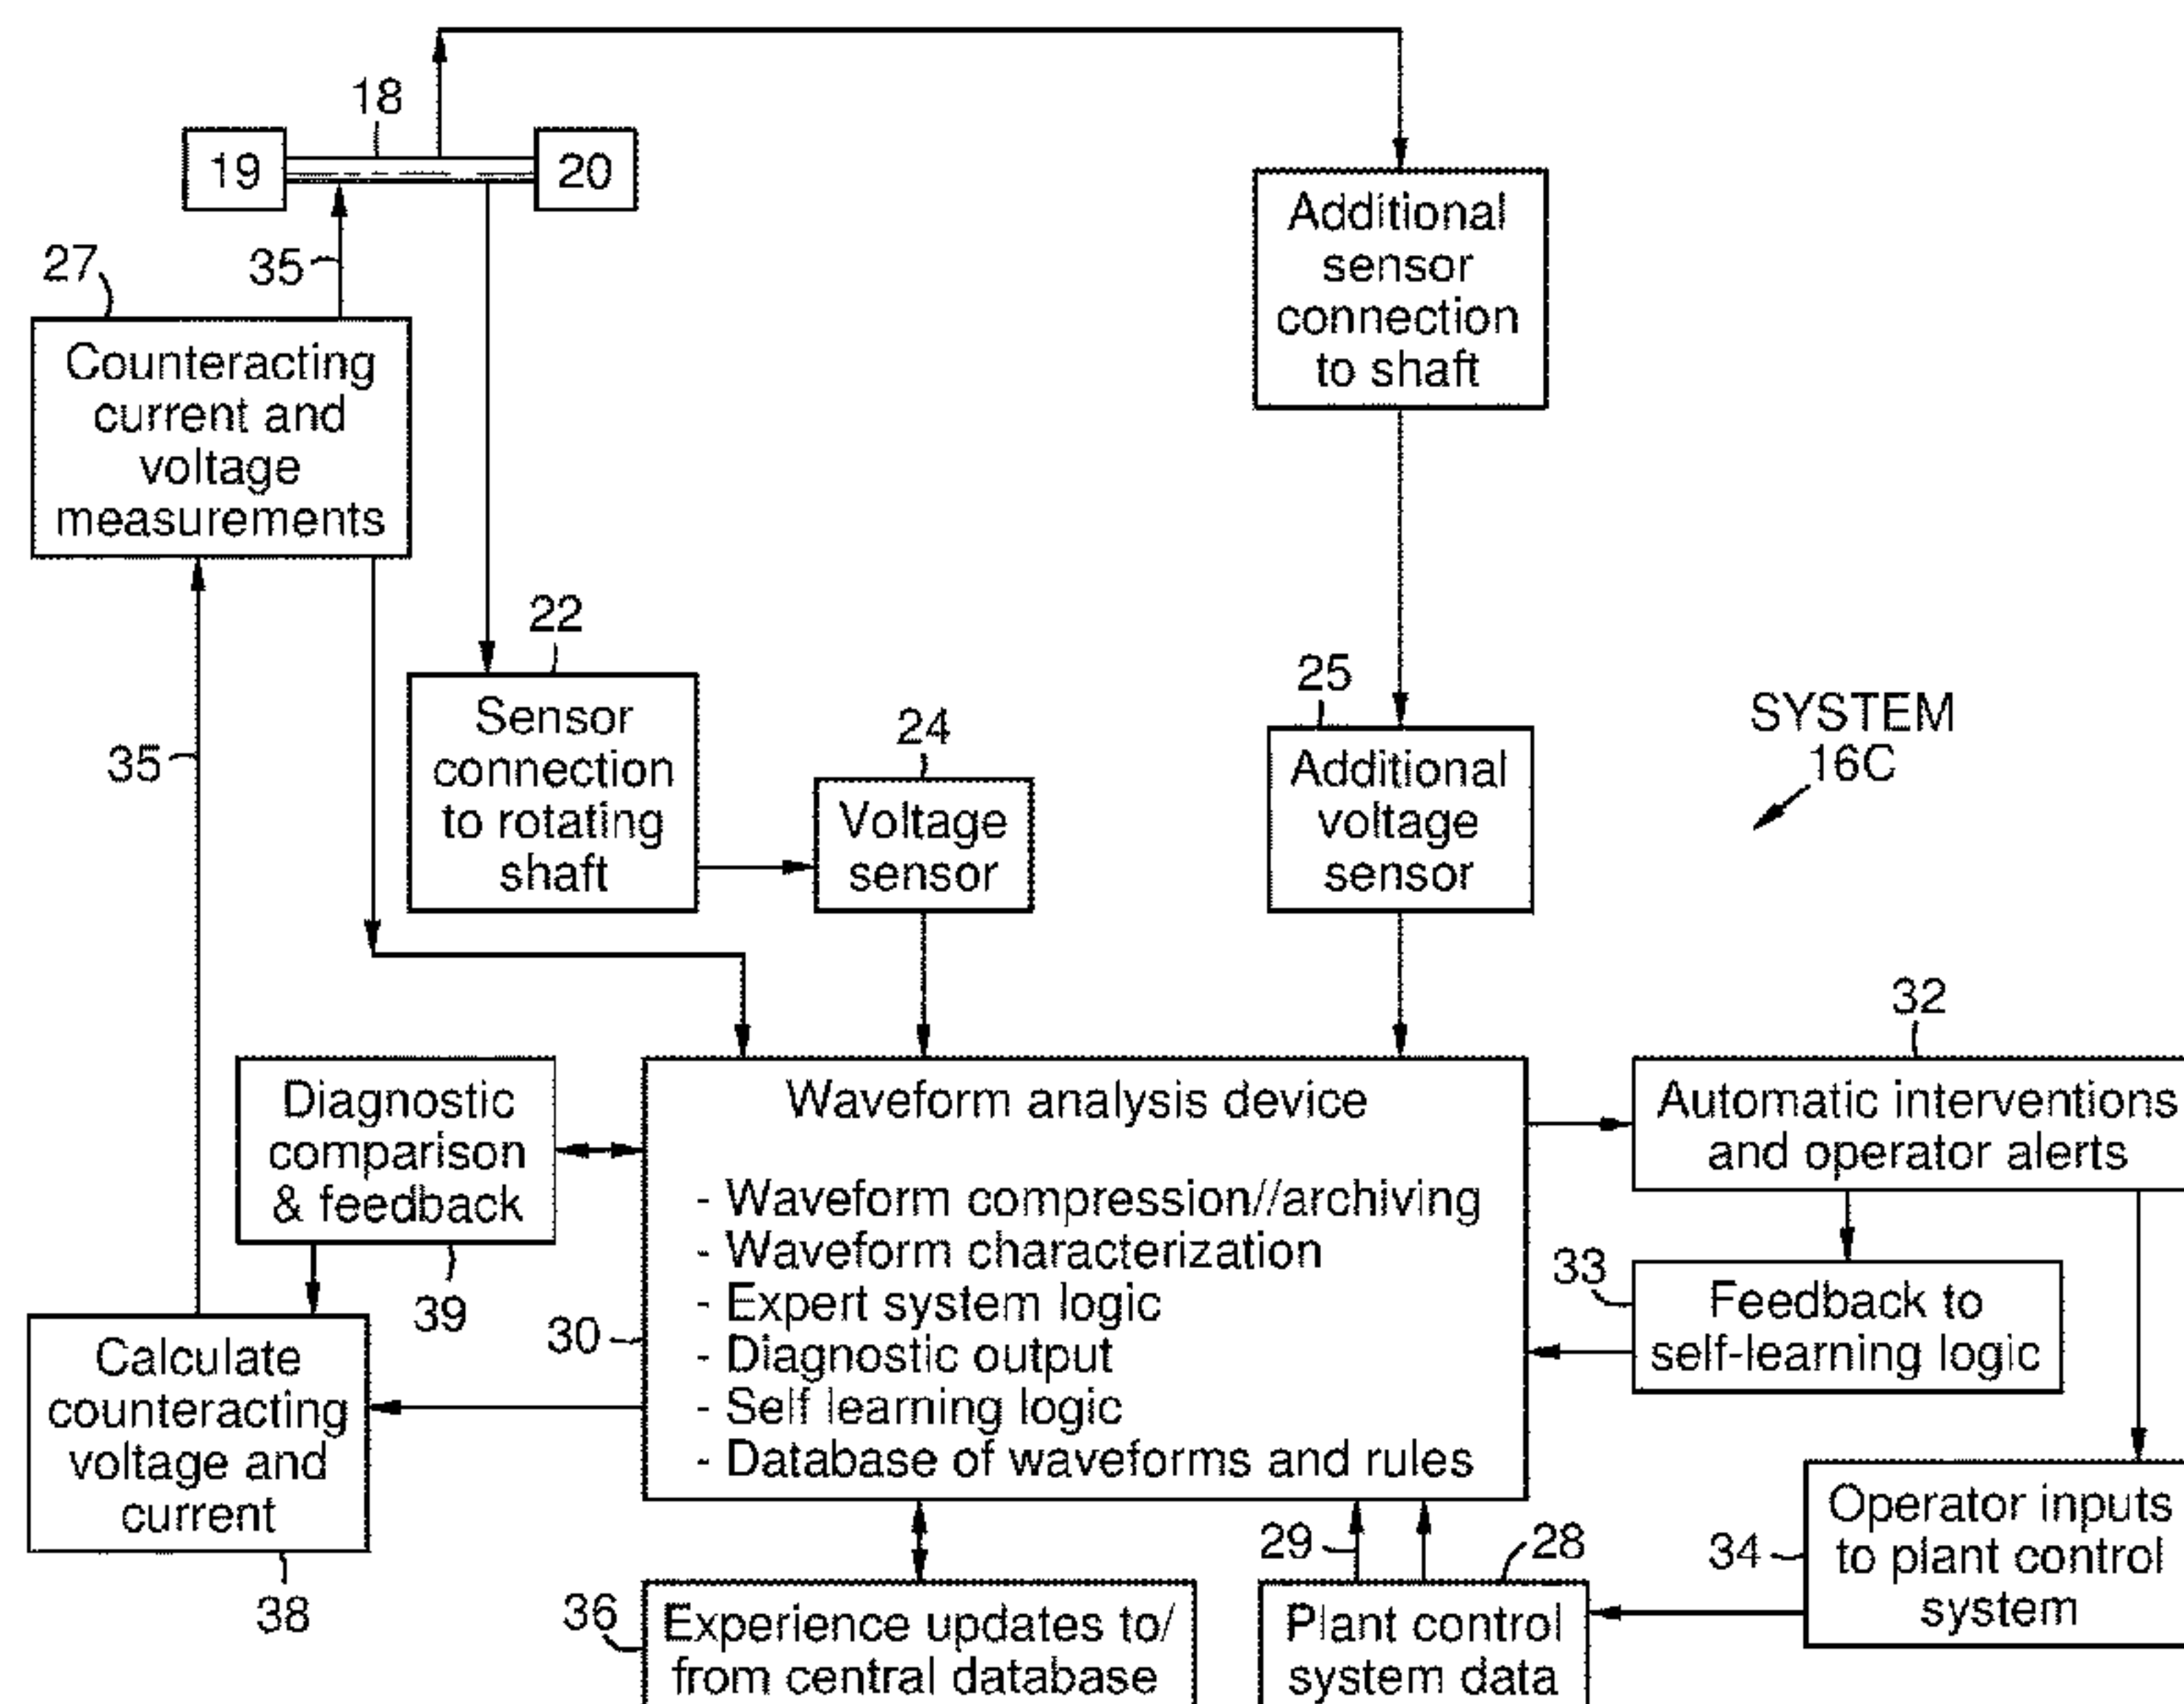 18
19
20
27
35
Counteracting
current and
voltage
measurements
Additional
sensor
connection
to shaft
22
Sensor
connection
to rotating
shaft
24
Voltage
sensor
25
Additional
voltage
sensor
SYSTEM
16C
35
Diagnostic
comparison
& feedback
39
Calculate
counteracting
voltage and
current
38
30
Waveform analysis device
- Waveform compression//archiving
- Waveform characterization
- Expert system logic
- Diagnostic output
- Self learning logic
- Database of waveforms and rules
32
Automatic interventions
and operator alerts
33
Feedback to
self-learning logic
34
Operator inputs
to plant control
system
36
Experience updates to/
from central database
29
28
Plant control
system data